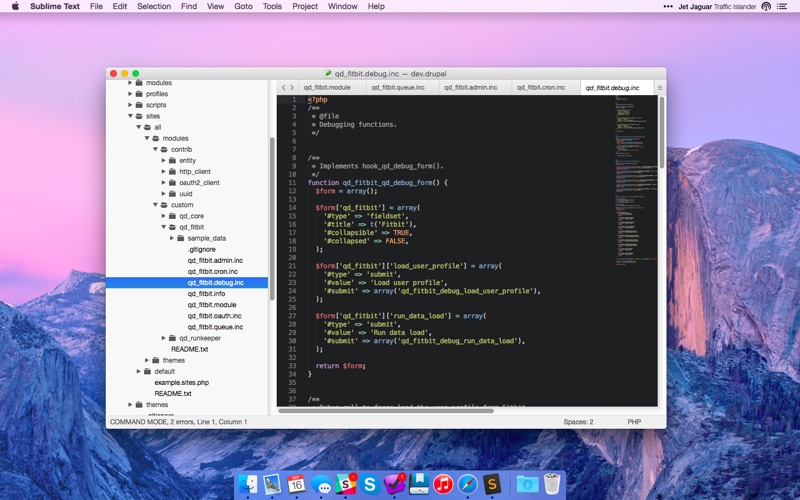 Sublime Text File Edit Selection Find View Goto Tools Project Window Help
••• Jet Jaguar Traffic Islander
qd_fitbit.debug.inc — dev.drupal
modules
profiles
scripts
sites
all
modules
contrib
entity
http_client
oauth2_client
uuid
custom
qd_core
qd_fitbit
sample_data
.gitignore
qd_fitbit.admin.inc
qd_fitbit.cron.inc
qd_fitbit.debug.inc
qd_fitbit.info
qd_fitbit.module
qd_fitbit.oauth.inc
qd_fitbit.queue.inc
qd_runkeeper
README.txt
themes
default
example.sites.php
README.txt
themes
.gitignore
qd_fitbit.module qd_fitbit.queue.inc qd_fitbit.admin.inc qd_fitbit.cron.inc qd_fitbit.debug.inc
1 <?php
2 /**
3 * @file
4 * Debugging functions.
5 */
6
7
8 /**
9 * Implements hook_qd_debug_form().
10 */
11 function qd_fitbit_qd_debug_form() {
12 $form = array();
13
14 $form['qd_fitbit'] = array(
15 '#type' => 'fieldset',
16 '#title' => t('Fitbit'),
17 '#collapsible' => TRUE,
18 '#collapsed' => FALSE,
19 );
20
21 $form['qd_fitbit']['load_user_profile'] = array(
22 '#type' => 'submit',
23 '#value' => 'Load user profile',
24 '#submit' => array('qd_fitbit_debug_load_user_profile'),
25 );
26
27 $form['qd_fitbit']['run_data_load'] = array(
28 '#type' => 'submit',
29 '#value' => 'Run data load',
30 '#submit' => array('qd_fitbit_debug_run_data_load'),
31 );
32
33 return $form;
34 }
35
36
37 /**
COMMAND MODE, 2 errors, Line 1, Column 1 Spaces: 2 PHP
16